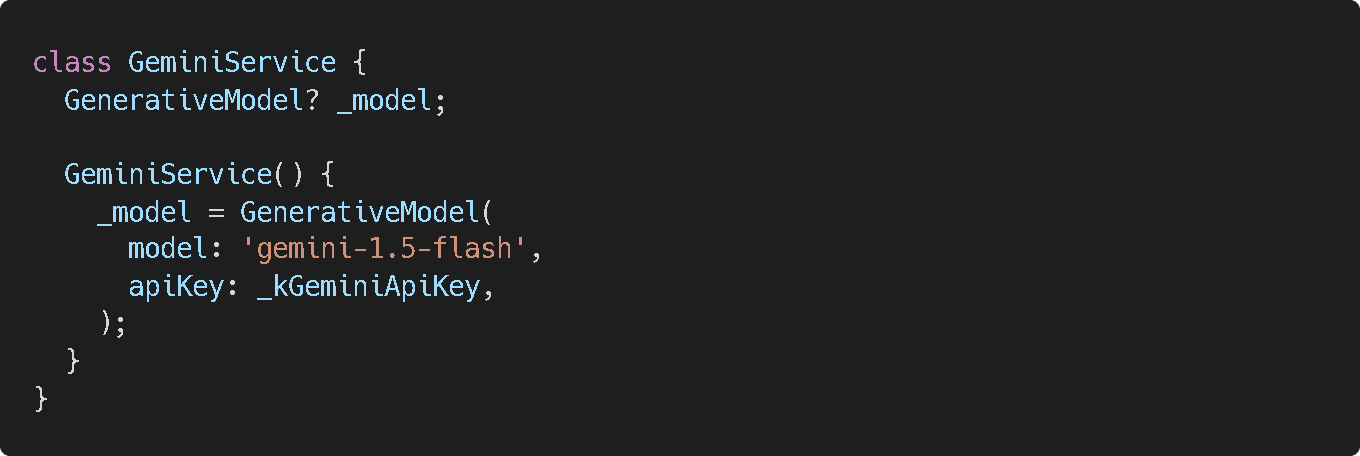 class GeminiService {
  GenerativeModel? _model;

  GeminiService() {
    _model = GenerativeModel(
      model: 'gemini-1.5-flash',
      apiKey: _kGeminiApiKey,
    );
  }
}